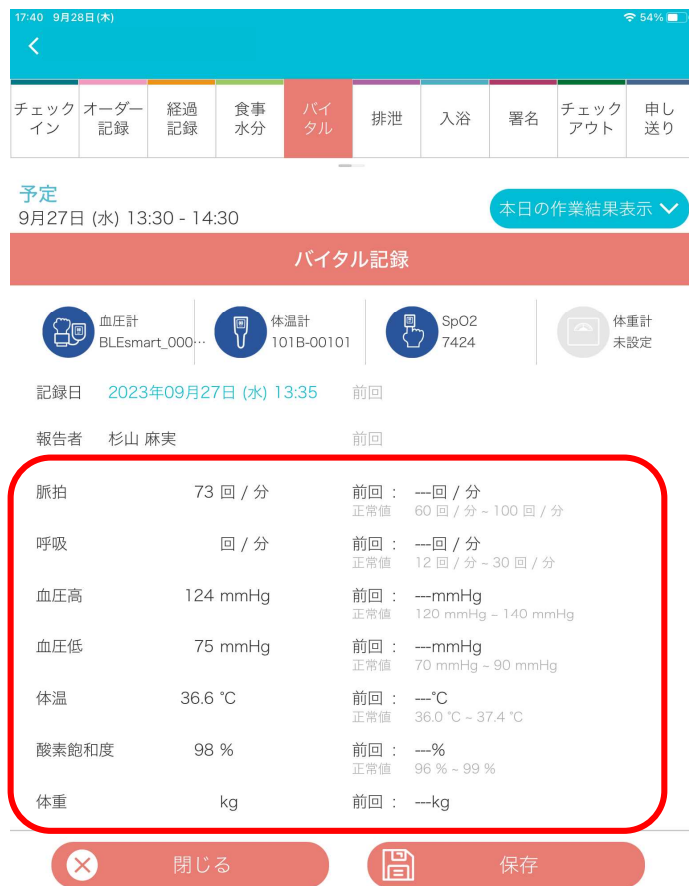 17:40 9月28日(木)
54%
チェックイン オーダー記録 経過記録 食事水分 バイタル 排泄 入浴 署名 チェックアウト 申し送り
予定
9月27日 (水) 13:30 - 14:30
本日の作業結果表示
バイタル記録
血圧計 体温計 SpO2 体重計
BLEsmart_000… 101B-00101 7424 未設定
記録日 2023年09月27日 (水) 13:35 前回
報告者 杉山 麻実 前回
脈拍 73 回 / 分 前回 : ---回 / 分
正常値 60 回 / 分 ~ 100 回 / 分
呼吸 回 / 分 前回 : ---回 / 分
正常値 12 回 / 分 ~ 30 回 / 分
血圧高 124 mmHg 前回 : ---mmHg
正常値 120 mmHg ~ 140 mmHg
血圧低 75 mmHg 前回 : ---mmHg
正常値 70 mmHg ~ 90 mmHg
体温 36.6 °C 前回 : ---°C
正常値 36.0 °C ~ 37.4 °C
酸素飽和度 98 % 前回 : ---%
正常値 96 % ~ 99 %
体重 kg 前回 : ---kg
閉じる 保存